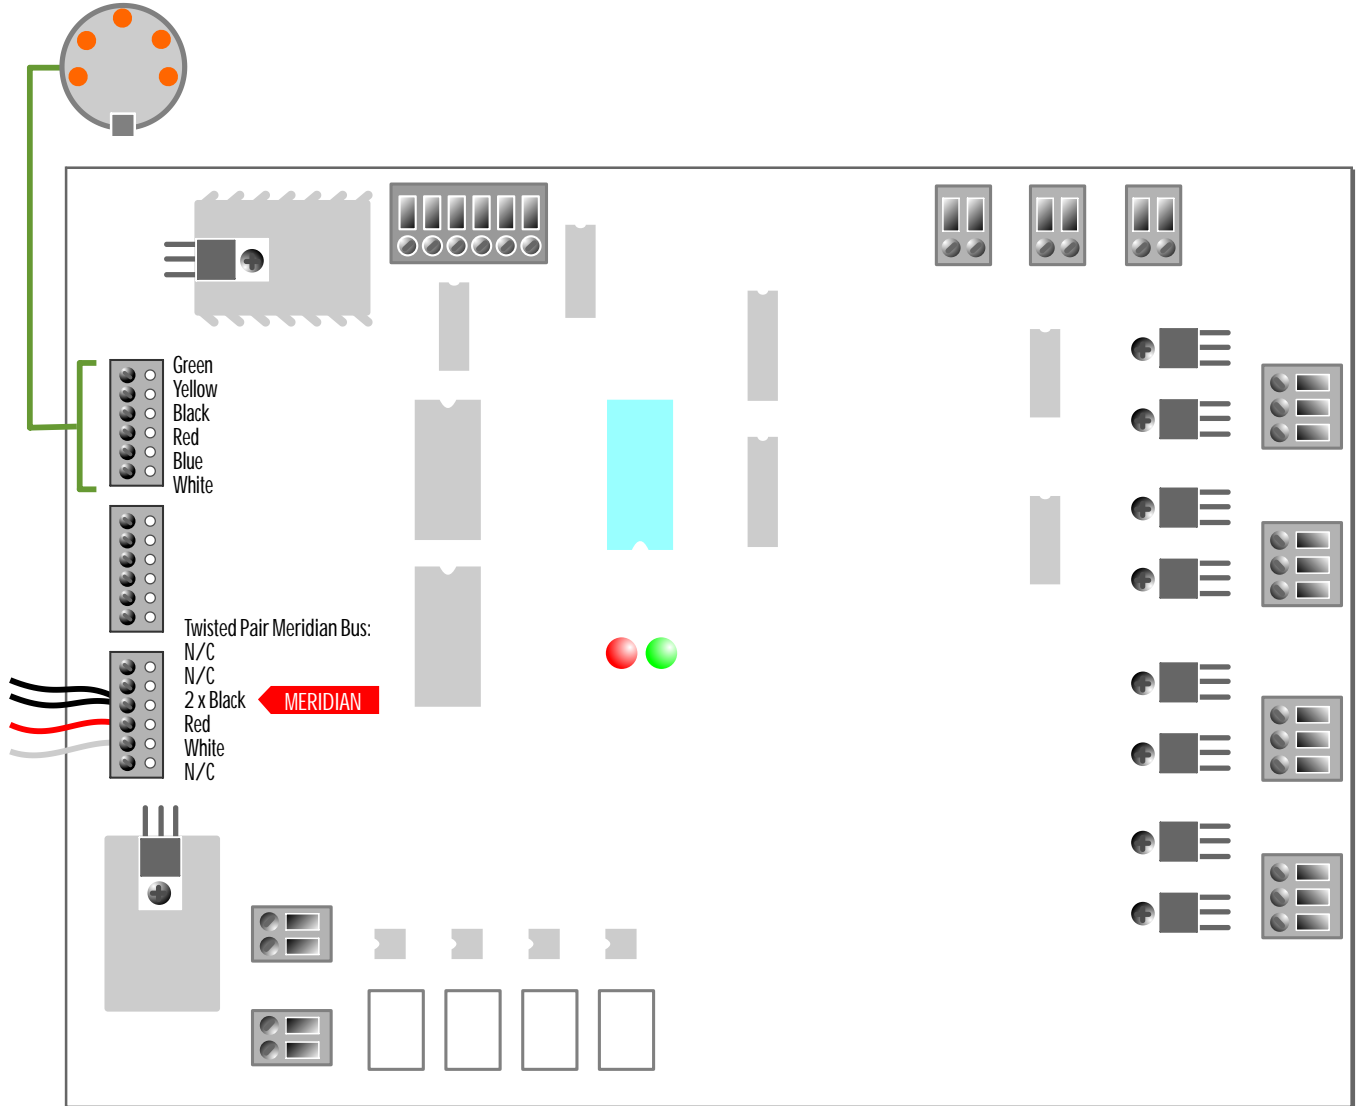 Green
Yellow
Black
Red
Blue
White
Twisted Pair Meridian Bus:
N/C
N/C
2 x Black
MERIDIAN
Red
White
N/C